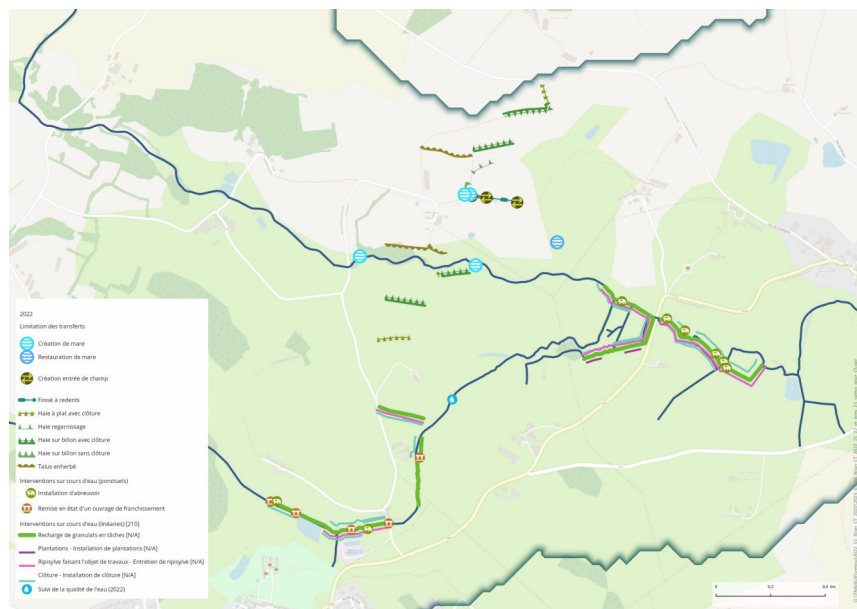 2022
Limitation des transferts
Création de mare
Restauration de mare
Création entrée de champ
Fossé à redents
Haie à plat avec clôture
Haie regarnissage
Haie sur billon avec clôture
Haie sur billon sans clôture
Talus enherbé
Interventions sur cours d'eau (ponctuels)
Installation d'abreuvoir
Remise en état d'un ouvrage de franchissement
Interventions sur cours d'eau (linéaires) [210]
Recharge de granulats en tâches [N/A]
Plantations - Installation de plantations [N/A]
Ripisylve faisant l'objet de travaux - Entretien de ripisylve [N/A]
Clôture - Installation de clôture [N/A]
Suivi de la qualité de l'eau (2022)
0 0,2 0,4 km